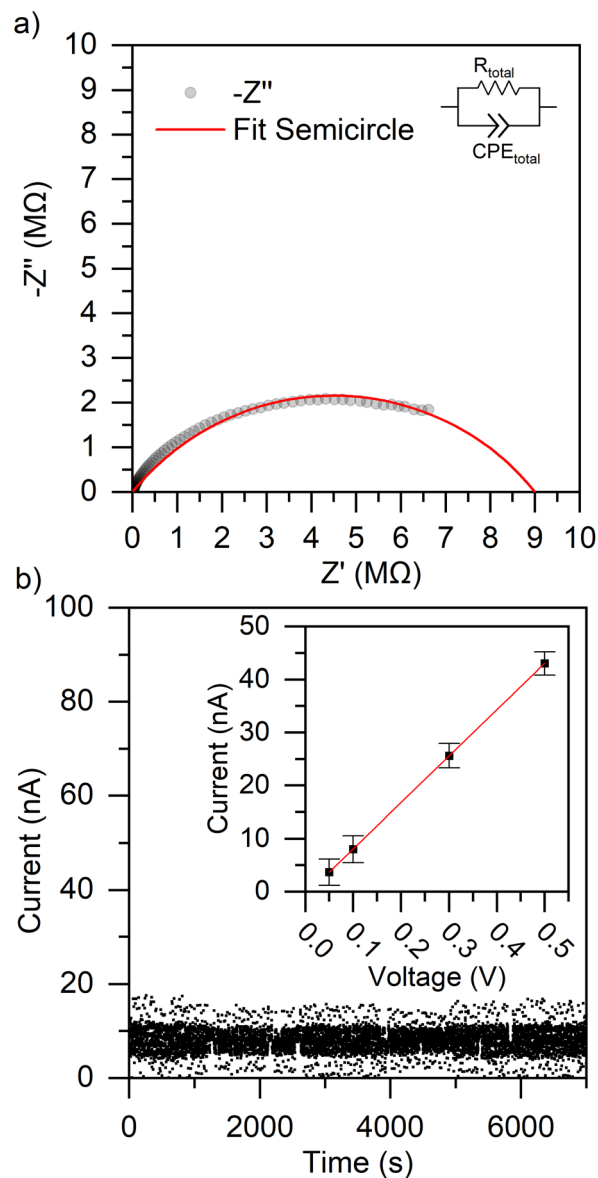 a)
10
9
8
7
6
5
4
3
2
1
0
-Z'' (MΩ)
-Z''
Fit Semicircle
R_total
CPE_total
0 1 2 3 4 5 6 7 8 9 10
Z' (MΩ)
b)
100
80
60
40
20
0
Current (nA)
50
40
30
20
10
0
Current (nA)
0.0 0.1 0.2 0.3 0.4 0.5
Voltage (V)
0 2000 4000 6000
Time (s)